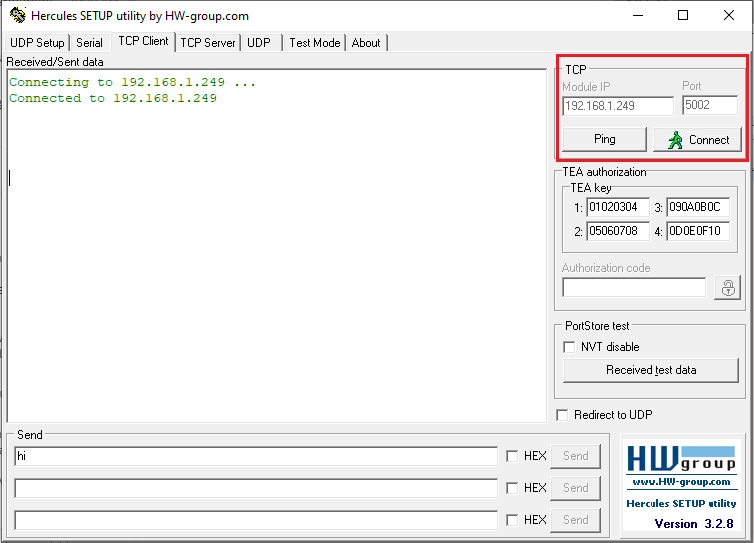 Hercules SETUP utility by HW-group.com
UDP Setup Serial TCP Client TCP Server UDP Test Mode About
Received/Sent data
Connecting to 192.168.1.249 ...
Connected to 192.168.1.249
TCP
Module IP Port
192.168.1.249 5002
Ping Connect
TEA authorization
TEA key
1: 01020304 3: 090A0B0C
2: 05060708 4: 0D0E0F10
Authorization code
PortStore test
NVT disable
Received test data
Redirect to UDP
Send
hi HEX Send
HEX Send
HEX Send
HW group
www.HW-group.com
Hercules SETUP utility
Version 3.2.8